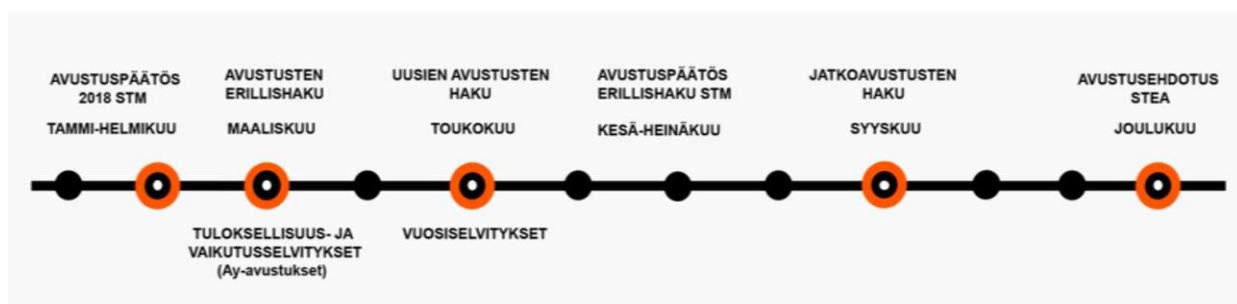 AVUSTUSPÄÄTÖS
2018 STM
TAMMI-HELMIKUU
AVUSTUSTEN
ERILLISHAKU
MAALISKUU
UUSIEN AVUSTUSTEN
HAKU
TOUKOKUU
AVUSTUSPÄÄTÖS
ERILLISHAKU STM
KESÄ-HEINÄKUU
JATKOAVUSTUSTEN
HAKU
SYYSKUU
AVUSTUSEHDOTUS
STEA
JOULUKUU
TULOKSELLISUUS- JA
VAIKUTUSSELVITYKSET
(Ay-avustukset)
VUOSISELVITYKSET